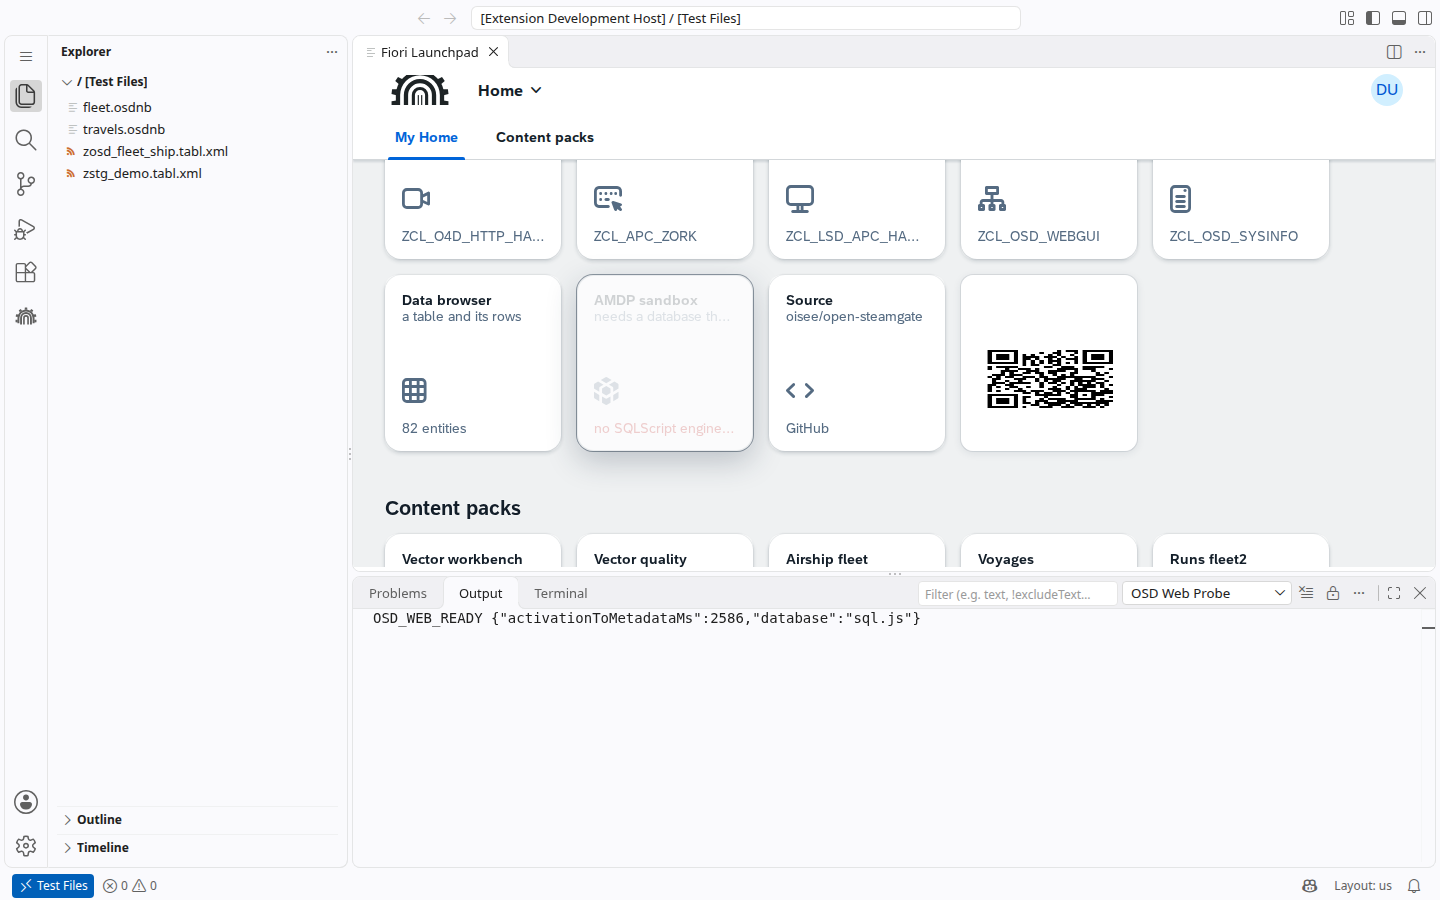 [Extension Development Host] / [Test Files]
Explorer
/ [Test Files]
fleet.osdnb
travels.osdnb
zosd_fleet_ship.tabl.xml
zstg_demo.tabl.xml
Outline
Timeline
Fiori Launchpad
Home
DU
My Home
Content packs
ZCL_O4D_HTTP_HA...
ZCL_APC_ZORK
ZCL_LSD_APC_HA...
ZCL_OSD_WEBGUI
ZCL_OSD_SYSINFO
Data browser
a table and its rows
82 entities
AMDP sandbox
needs a database th...
no SQLScript engine...
Source
oisee/open-steamgate
GitHub
Content packs
Vector workbench
Vector quality
Airship fleet
Voyages
Runs fleet2
Problems
Output
Terminal
Filter (e.g. text, !excludeText...
OSD Web Probe
OSD_WEB_READY {"activationToMetadataMs":2586,"database":"sql.js"}
Test Files
0
0
Layout: us